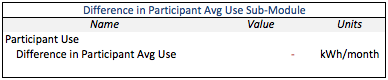 Difference in Participant Avg Use Sub-Module
Name Value Units
Participant Use
Difference in Participant Avg Use - kWh/month